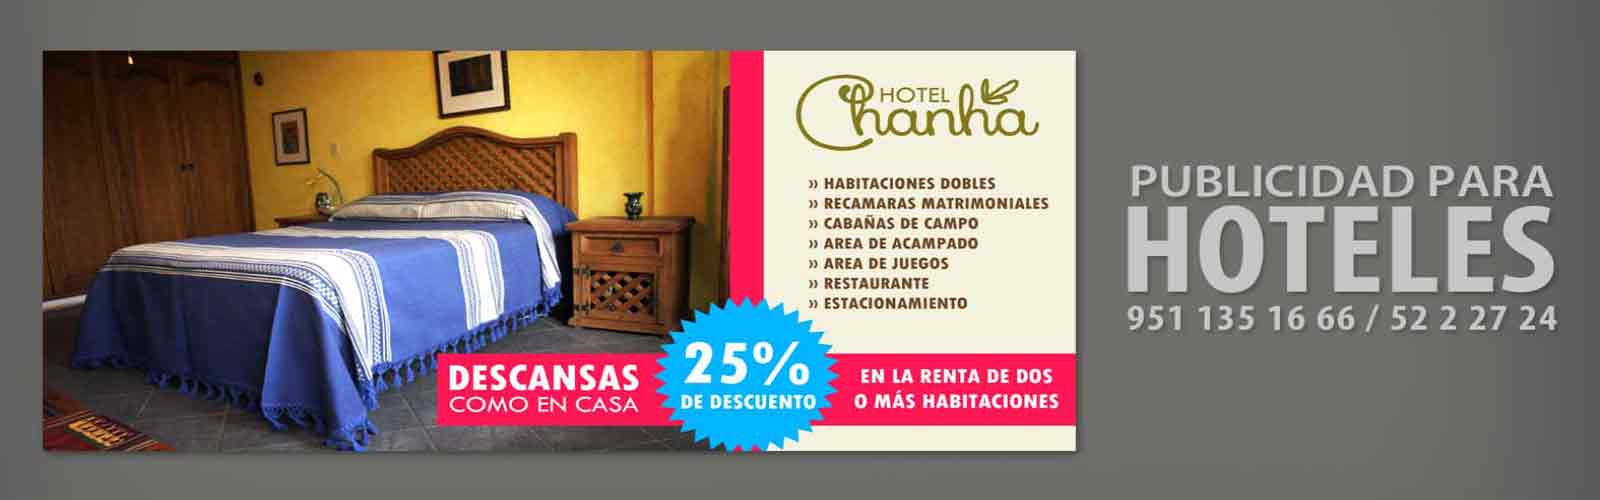 HOTEL
Chanha
» HABITACIONES DOBLES
» RECAMARAS MATRIMONIALES
» CABAÑAS DE CAMPO
» AREA DE ACAMPADO
» AREA DE JUEGOS
» RESTAURANTE
» ESTACIONAMIENTO
DESCANSAS
COMO EN CASA
25%
DE DESCUENTO
EN LA RENTA DE DOS
O MÁS HABITACIONES
PUBLICIDAD PARA
HOTELES
951 135 16 66 / 52 2 27 24